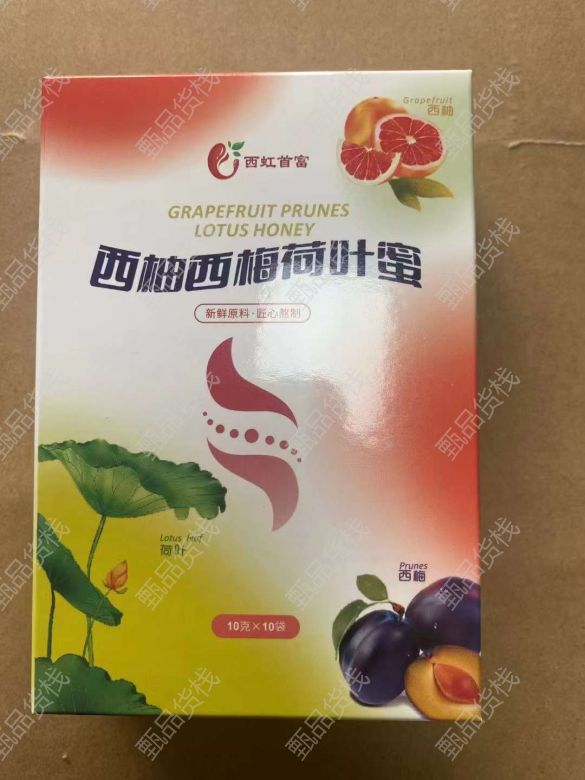 Grapefruit
西柚
西虹首富
GRAPEFRUIT PRUNES
LOTUS HONEY
西柚西梅荷叶蜜
新鲜原料·匠心熬制
Lotus leaf
荷叶
Prunes
西梅
10克×10袋
甄品货栈